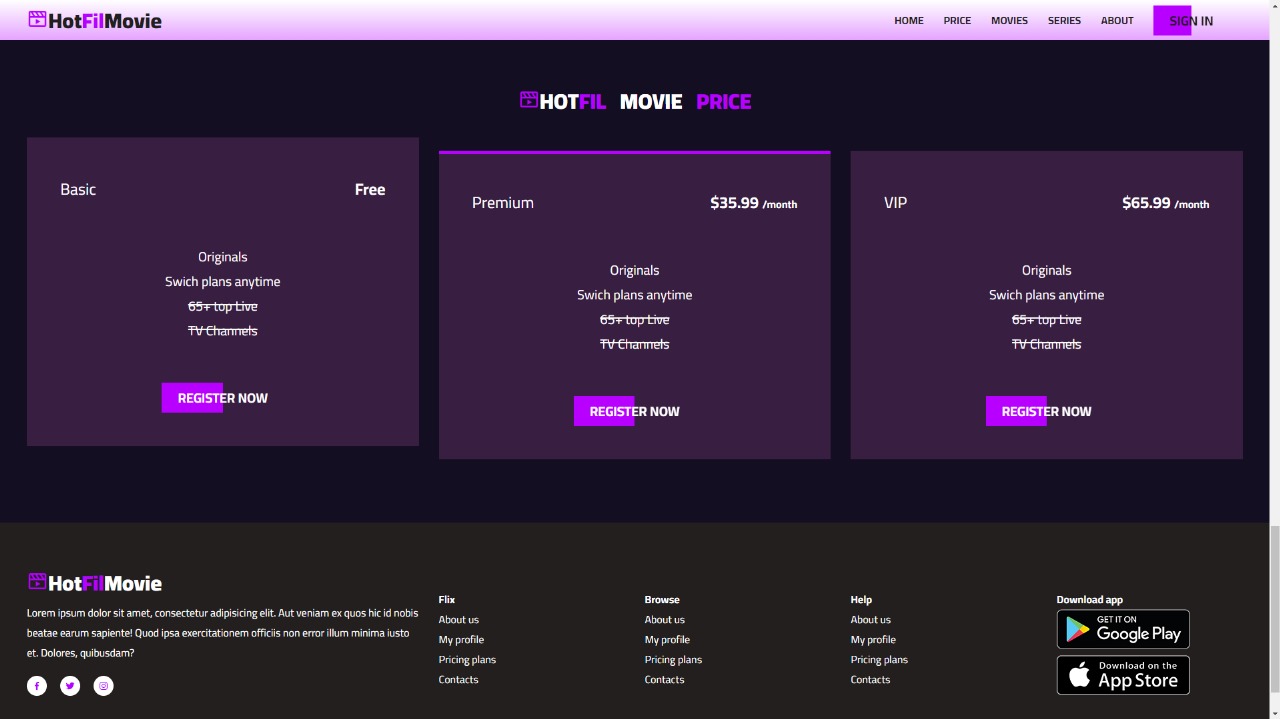 HotFilMovie
HOME PRICE MOVIES SERIES ABOUT SIGN IN
HOTFIL MOVIE PRICE
Basic Free
Originals
Swich plans anytime
65+ top Live
TV Channels
REGISTER NOW
Premium $35.99 /month
Originals
Swich plans anytime
65+ top Live
TV Channels
REGISTER NOW
VIP $65.99 /month
Originals
Swich plans anytime
65+ top Live
TV Channels
REGISTER NOW
HotFilMovie
Lorem ipsum dolor sit amet, consectetur adipisicing elit. Aut veniam ex quos hic id nobis
beatae earum sapiente! Quod ipsa exercitationem officiis non error illum minima iusto
et. Dolores, quibusdam?
Flix
About us
My profile
Pricing plans
Contacts
Browse
About us
My profile
Pricing plans
Contacts
Help
About us
My profile
Pricing plans
Contacts
Download app
GET IT ON
Google Play
Download on the
App Store